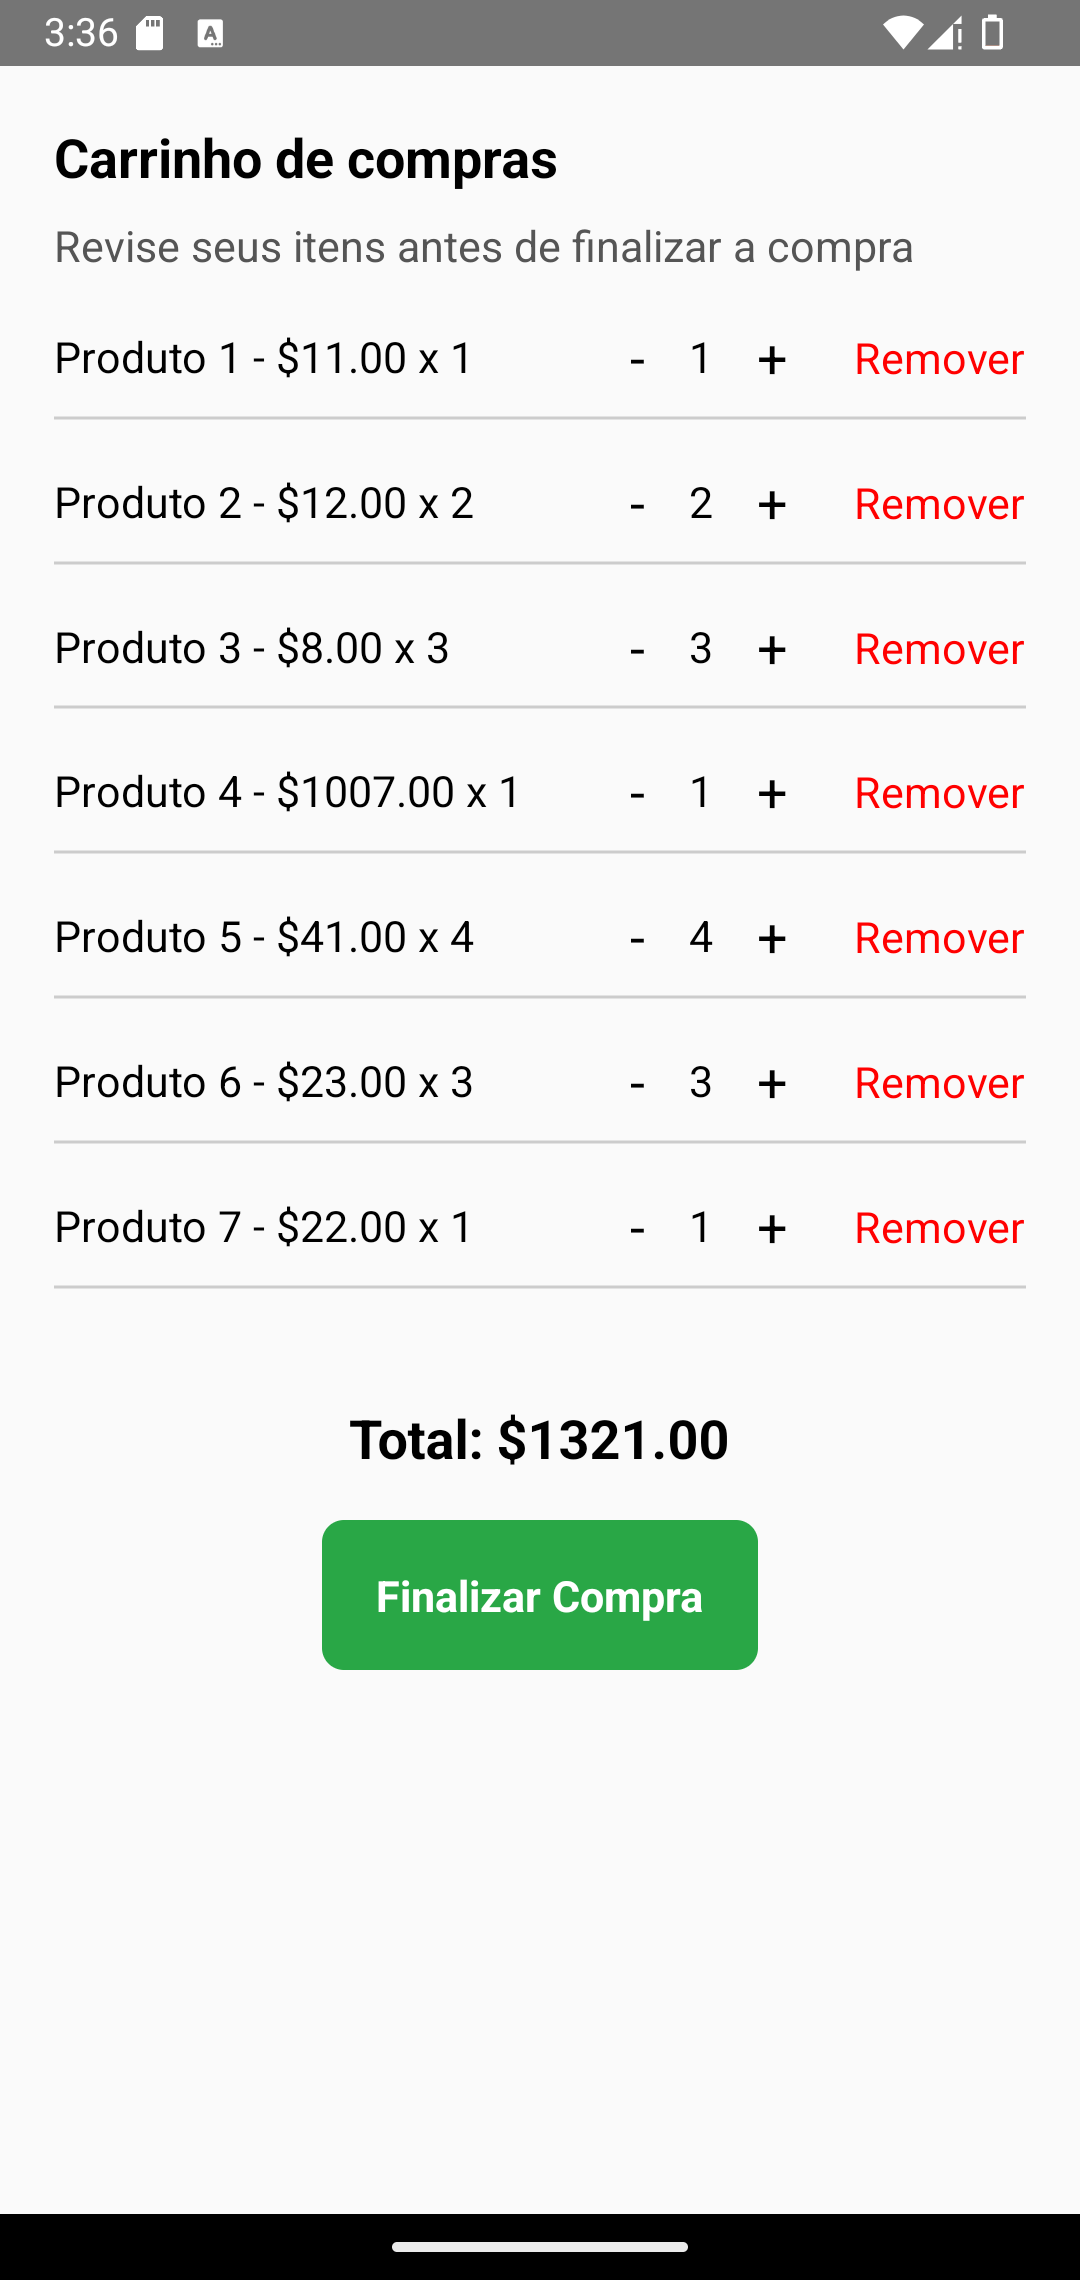 3:36
Carrinho de compras
Revise seus itens antes de finalizar a compra
Produto 1 - $11.00 x 1 - 1 + Remover
Produto 2 - $12.00 x 2 - 2 + Remover
Produto 3 - $8.00 x 3 - 3 + Remover
Produto 4 - $1007.00 x 1 - 1 + Remover
Produto 5 - $41.00 x 4 - 4 + Remover
Produto 6 - $23.00 x 3 - 3 + Remover
Produto 7 - $22.00 x 1 - 1 + Remover
Total: $1321.00
Finalizar Compra